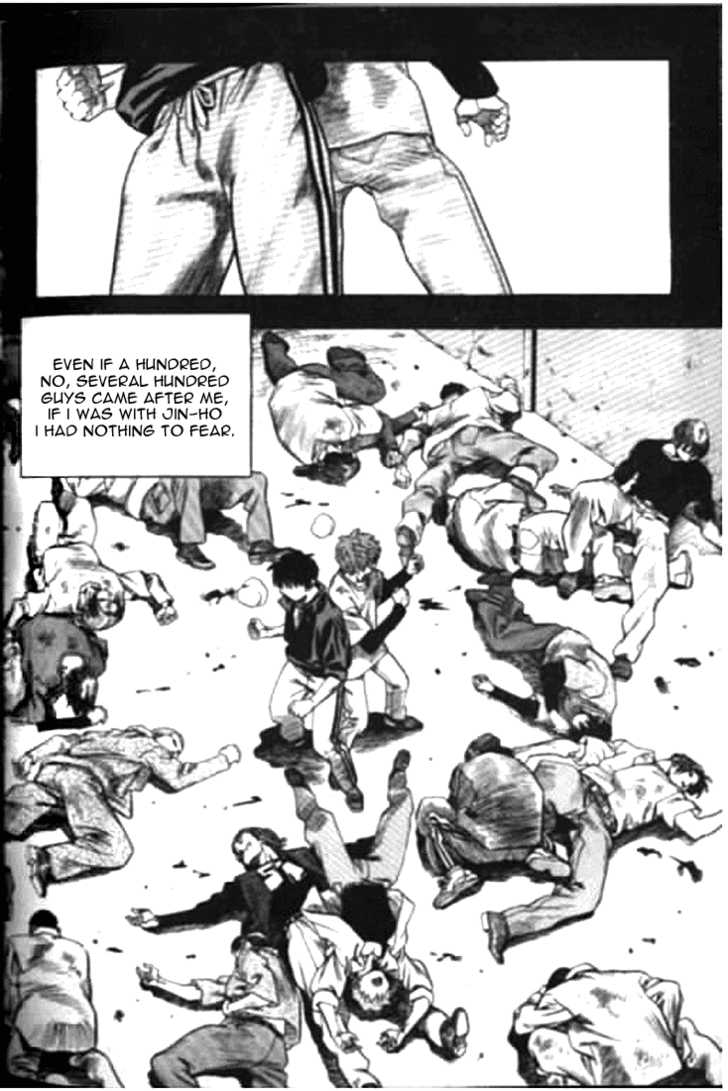 EVEN IF A HUNDRED,
NO, SEVERAL HUNDRED
GUYS CAME AFTER ME,
IF I WAS WITH JIN-HO
I HAD NOTHING TO FEAR.